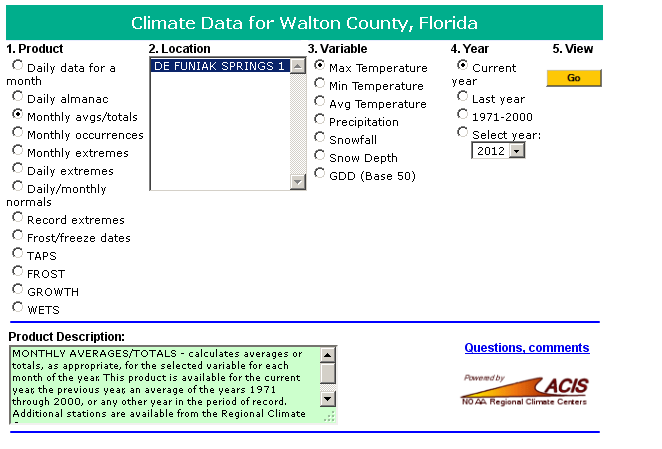 Climate Data for Walton County, Florida
1. Product
Daily data for a
month
Daily almanac
Monthly avgs/totals
Monthly occurrences
Monthly extremes
Daily extremes
Daily/monthly
normals
Record extremes
Frost/freeze dates
TAPS
FROST
GROWTH
WETS
2. Location
DE FUNIAK SPRINGS 1
3. Variable
Max Temperature
Min Temperature
Avg Temperature
Precipitation
Snowfall
Snow Depth
GDD (Base 50)
4. Year
Current
year
Last year
1971-2000
Select year:
2012
5. View
Go
Product Description:
MONTHLY AVERAGES/TOTALS - calculates averages or
totals, as appropriate, for the selected variable for each
month of the year. This product is available for the current
year, the previous year, an average of the years 1971
through 2000, or any other year in the period of record.
Additional stations are available from the Regional Climate
Questions, comments
Powered by
ACIS
NOAA Regional Climate Centers